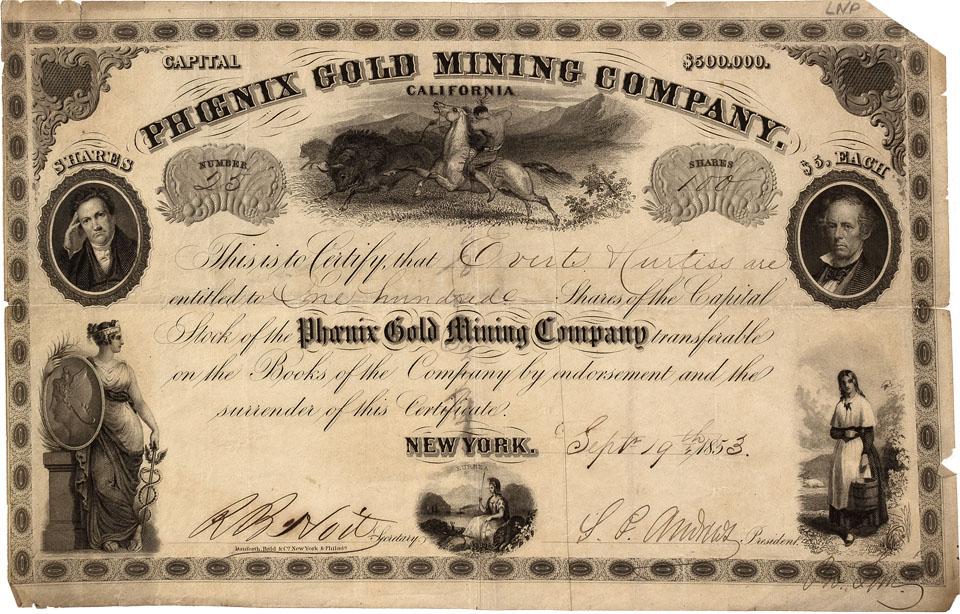 LNP
CAPITAL
$500.000.
PHŒNIX GOLD MINING COMPANY.
CALIFORNIA
SHARES
$5, EACH
NUMBER
25
SHARES
100
This is to Certify, that Everts & Hurtiss are
entitled to One hundred Shares of the Capital
Stock of the Phœnix Gold Mining Company transferable
on the Books of the Company by endorsement and the
surrender of this Certificate.
NEW YORK. Septr 19th, 1853.
EUREKA
Secretary
President
Danforth, Bald & Co. New York & Philada.